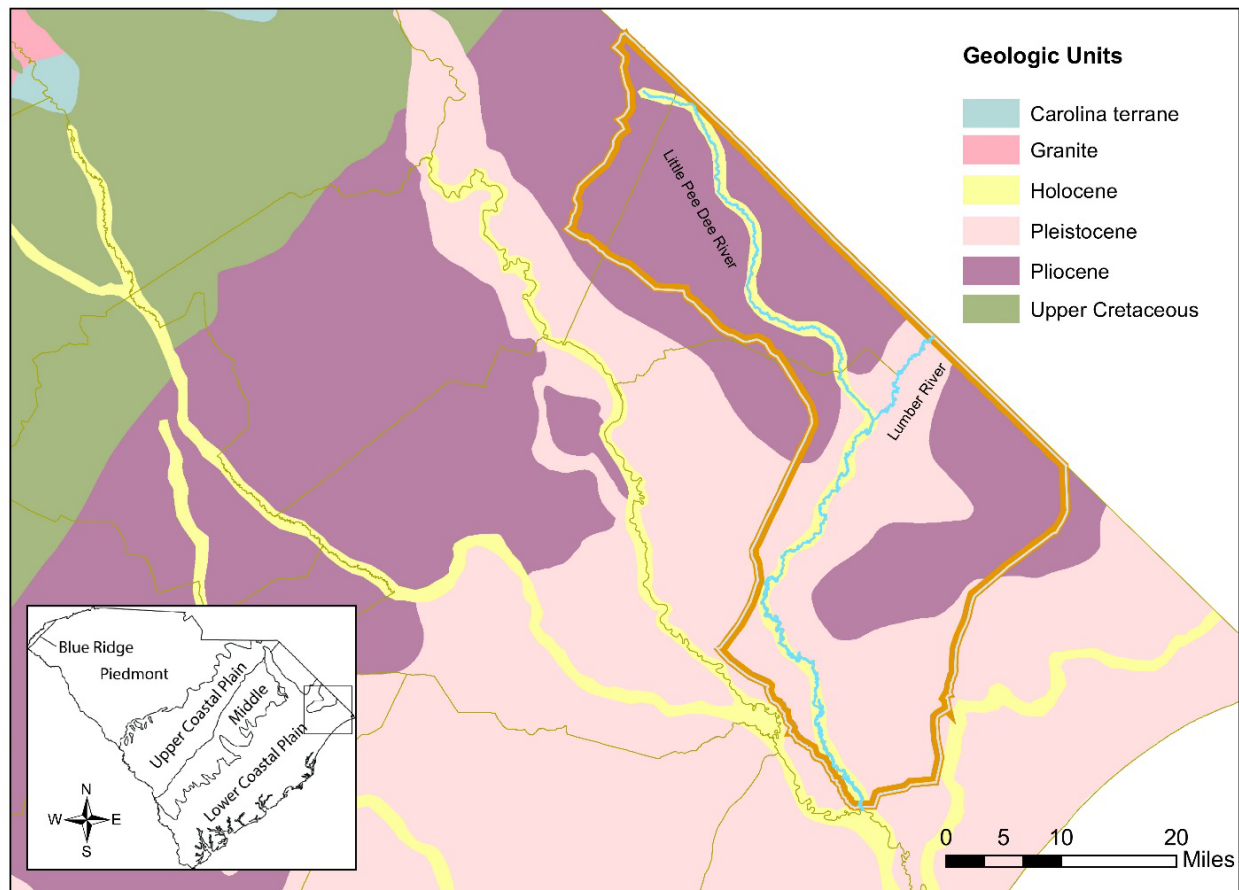 Geologic Units
Carolina terrane
Granite
Holocene
Pleistocene
Pliocene
Upper Cretaceous
Little Pee Dee River
Lumber River
Blue Ridge
Piedmont
Upper Coastal Plain
Middle
Lower Coastal Plain
N
W E
S
0 5 10 20
Miles